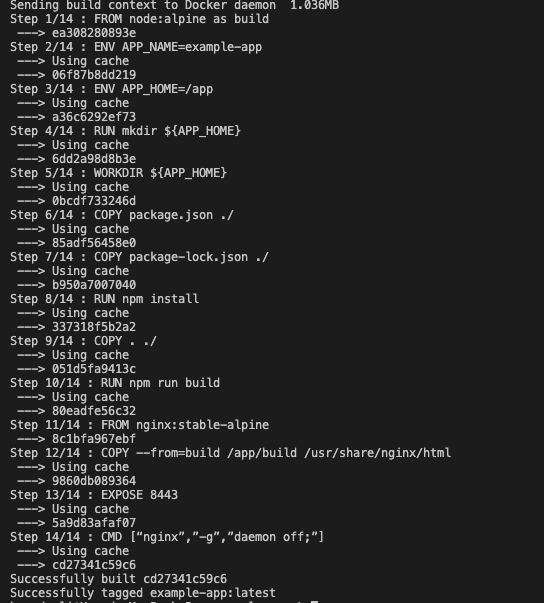 Sending build context to Docker daemon  1.036MB
Step 1/14 : FROM node:alpine as build
 ---> ea308280893e
Step 2/14 : ENV APP_NAME=example-app
 ---> Using cache
 ---> 06f87b8dd219
Step 3/14 : ENV APP_HOME=/app
 ---> Using cache
 ---> a36c6292ef73
Step 4/14 : RUN mkdir ${APP_HOME}
 ---> Using cache
 ---> 6dd2a98d8b3e
Step 5/14 : WORKDIR ${APP_HOME}
 ---> Using cache
 ---> 0bcdf733246d
Step 6/14 : COPY package.json ./
 ---> Using cache
 ---> 85adf56458e0
Step 7/14 : COPY package-lock.json ./
 ---> Using cache
 ---> b950a7007040
Step 8/14 : RUN npm install
 ---> Using cache
 ---> 337318f5b2a2
Step 9/14 : COPY . ./
 ---> Using cache
 ---> 051d5fa9413c
Step 10/14 : RUN npm run build
 ---> Using cache
 ---> 80eadfe56c32
Step 11/14 : FROM nginx:stable-alpine
 ---> 8c1bfa967ebf
Step 12/14 : COPY --from=build /app/build /usr/share/nginx/html
 ---> Using cache
 ---> 9860db089364
Step 13/14 : EXPOSE 8443
 ---> Using cache
 ---> 5a9d83afaf07
Step 14/14 : CMD [“nginx”,”-g”,”daemon off;”]
 ---> Using cache
 ---> cd27341c59c6
Successfully built cd27341c59c6
Successfully tagged example-app:latest